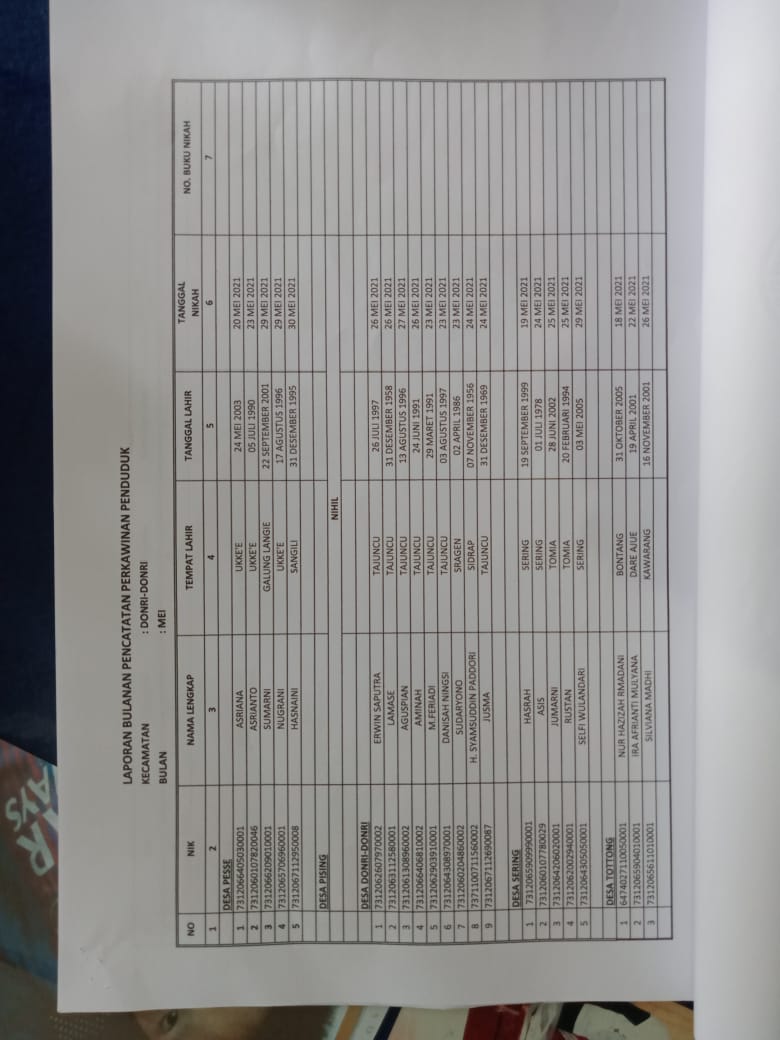 LAPORAN BULANAN PENCATATAN PERKAWINAN PENDUDUK
KECAMATAN : DONRI-DONRI
BULAN : MEI
NO NIK NAMA LENGKAP TEMPAT LAHIR TANGGAL LAHIR TANGGAL NIKAH NO. BUKU NIKAH
1 2 3 4 5 6 7
DESA PESSE
1 7312066405030001 ASRIANA UKKE'E 24 MEI 2003 20 MEI 2021
2 7312060107820046 ASRIANTO UKKE'E 05 JULI 1990 23 MEI 2021
3 7312066209010001 SUMARNI GALUNG LANGIE 22 SEPTEMBER 2001 29 MEI 2021
4 7312065706960001 NUGRANI UKKE'E 17 AGUSTUS 1996 29 MEI 2021
5 7312067112950008 HASNAINI SANGILI 31 DESEMBER 1995 30 MEI 2021
DESA PISING
NIHIL
DESA DONRI-DONRI
1 7312062607970002 ERWIN SAPUTRA TAJUNCU 26 JULI 1997 26 MEI 2021
2 7312063112580001 LAMASE TAJUNCU 31 DESEMBER 1958 26 MEI 2021
3 7312061308960002 AGUSPIAN TAJUNCU 13 AGUSTUS 1996 27 MEI 2021
4 7312066406810002 AMINAH TAJUNCU 24 JUNI 1991 26 MEI 2021
5 7312062903910001 M.FERIADI TAJUNCU 29 MARET 1991 23 MEI 2021
6 7312064308970001 DANISAH NINGSI TAJUNCU 03 AGUSTUS 1997 23 MEI 2021
7 7312060204860002 SUDARYONO SRAGEN 02 APRIL 1986 23 MEI 2021
8 7371100711560002 H. SYAMSUDDIN PADDORI SIDRAP 07 NOVEMBER 1956 24 MEI 2021
9 7312067112690087 JUSMA TAJUNCU 31 DESEMBER 1969 24 MEI 2021
DESA SERING
1 7312065909990001 HASRAH SERING 19 SEPTEMBER 1999 19 MEI 2021
2 7312060107780029 ASIS SERING 01 JULI 1978 24 MEI 2021
3 7312064206020001 JUMARNI TOMIA 28 JUNI 2002 25 MEI 2021
4 7312062002940001 RUSTAN TOMIA 20 FEBRUARI 1994 25 MEI 2021
5 7312064305050001 SELFI WULANDARI SERING 03 MEI 2005 29 MEI 2021
DESA TOTTONG
1 6474027110050001 NUR HAZIZAH RMADANI BONTANG 31 OKTOBER 2005 18 MEI 2021
2 7312065904010001 IRA AFRIANTI MULYANA DARE AJUE 19 APRIL 2001 22 MEI 2021
3 7312065611010001 SILVIANA MADHI KAWARANG 16 NOVEMBER 2001 26 MEI 2021